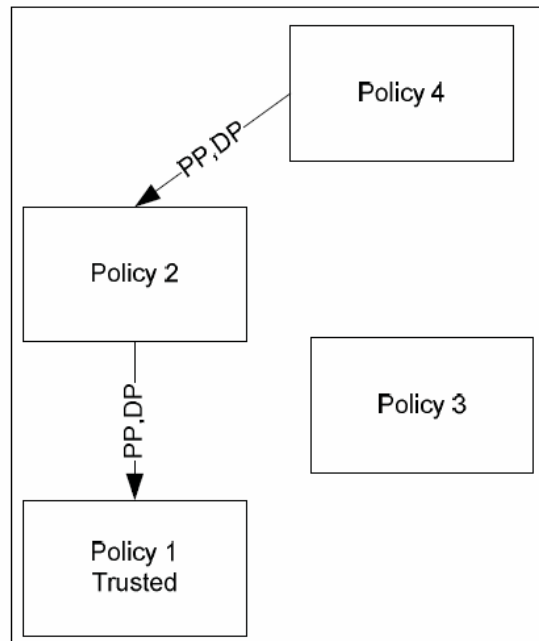 Policy 4
PP,DP
Policy 2
PP,DP
Policy 3
Policy 1
Trusted